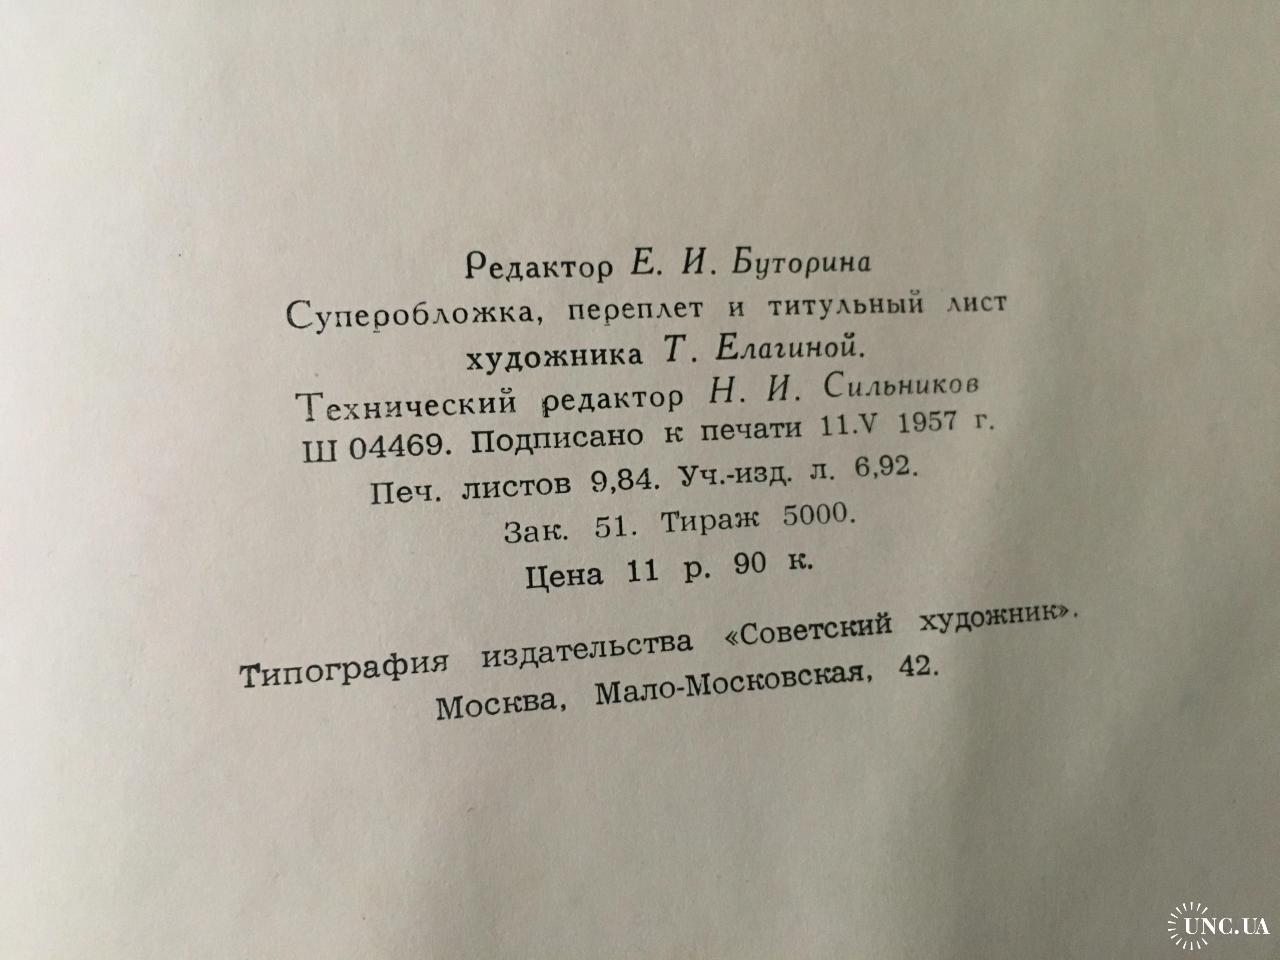 Редактор Е. И. Буторина
Суперобложка, переплет и титульный лист
художника Т. Елагиной.
Технический редактор Н. И. Сильников
Ш 04469. Подписано к печати 11.V 1957 г.
Печ. листов 9,84. Уч.-изд. л. 6,92.
Зак. 51. Тираж 5000.
Цена 11 р. 90 к.
Типография издательства «Советский художник».
Москва, Мало-Московская, 42.
UNC.UA